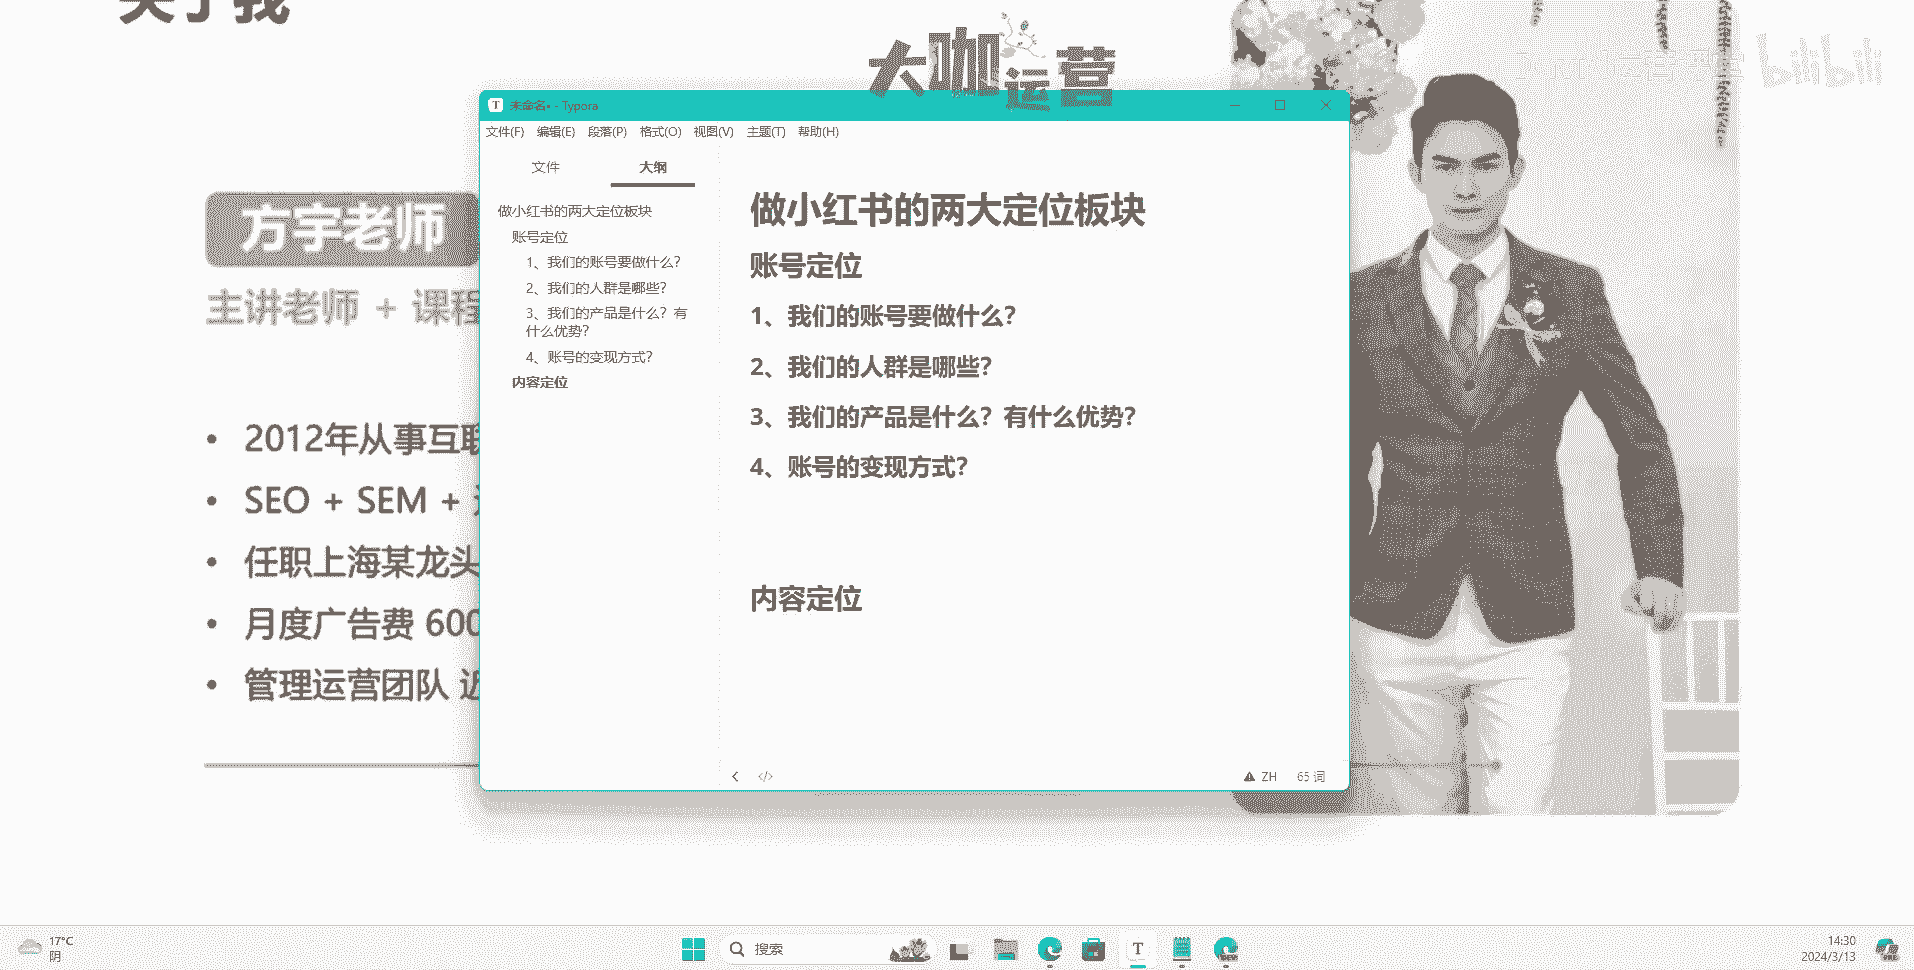 关于我
大咖运营
bilibili
未命名• - Typora
文件(F) 编辑(E) 段落(P) 格式(O) 视图(V) 主题(T) 帮助(H)
文件 大纲
做小红书的两大定位板块
账号定位
1、我们的账号要做什么？
2、我们的人群是哪些？
3、我们的产品是什么？有
什么优势？
4、账号的变现方式？
内容定位
做小红书的两大定位板块
账号定位
1、我们的账号要做什么？
2、我们的人群是哪些？
3、我们的产品是什么？有什么优势？
4、账号的变现方式？
内容定位
ZH 65 词
方宇老师
主讲老师 + 课程
• 2012年从事互联
• SEO + SEM +
• 任职上海某龙头
• 月度广告费 600
• 管理运营团队 近
17°C
阴
搜索
14:30
2024/3/13